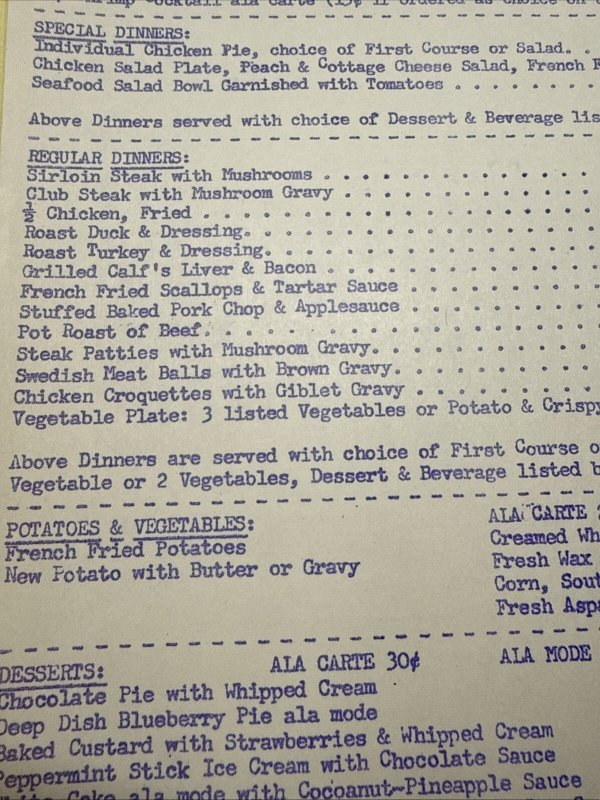 Cocktail ala Carte (15¢ if ordered as choice on
SPECIAL DINNERS:
Individual Chicken Pie, choice of First Course or Salad. .
Chicken Salad Plate, Peach & Cottage Cheese Salad, French F
Seafood Salad Bowl Garnished with Tomatoes . . . . . . . .
Above Dinners served with choice of Dessert & Beverage lis
REGULAR DINNERS:
Sirloin Steak with Mushrooms . . . . . . . . . . . . . .
Club Steak with Mushroom Gravy . . . . . . . . . . . . .
½ Chicken, Fried . . . . . . . . . . . . . . . . . . . .
Roast Duck & Dressing. . . . . . . . . . . . . . . . . .
Roast Turkey & Dressing. . . . . . . . . . . . . . . . .
Grilled Calf's Liver & Bacon . . . . . . . . . . . . . .
French Fried Scallops & Tartar Sauce . . . . . . . . . .
Stuffed Baked Pork Chop & Applesauce . . . . . . . . . .
Pot Roast of Beef. . . . . . . . . . . . . . . . . . . .
Steak Patties with Mushroom Gravy. . . . . . . . . . . .
Swedish Meat Balls with Brown Gravy. . . . . . . . . . .
Chicken Croquettes with Giblet Gravy . . . . . . . . . .
Vegetable Plate: 3 listed Vegetables or Potato & Crispy
Above Dinners are served with choice of First Course o
Vegetable or 2 Vegetables, Dessert & Beverage listed b
POTATOES & VEGETABLES: ALA CARTE
French Fried Potatoes Creamed Wh
New Potato with Butter or Gravy Fresh Wax
Corn, Sout
Fresh Aspa
DESSERTS: ALA CARTE 30¢ ALA MODE
Chocolate Pie with Whipped Cream
Deep Dish Blueberry Pie ala mode
Baked Custard with Strawberries & Whipped Cream
Peppermint Stick Ice Cream with Chocolate Sauce
Cake ala mode with Cocoanut-Pineapple Sauce